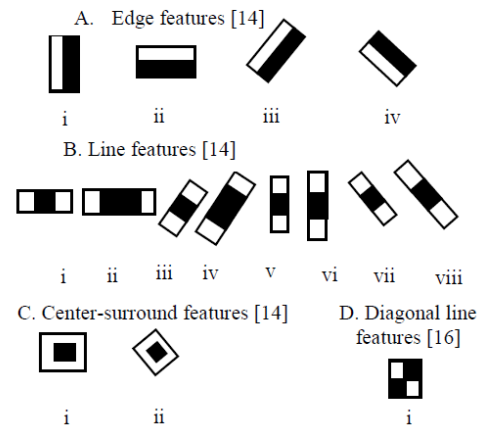 A. Edge features [14]
i ii iii iv
B. Line features [14]
i ii iii iv v vi vii viii
C. Center-surround features [14]
i ii
D. Diagonal line
features [16]
i